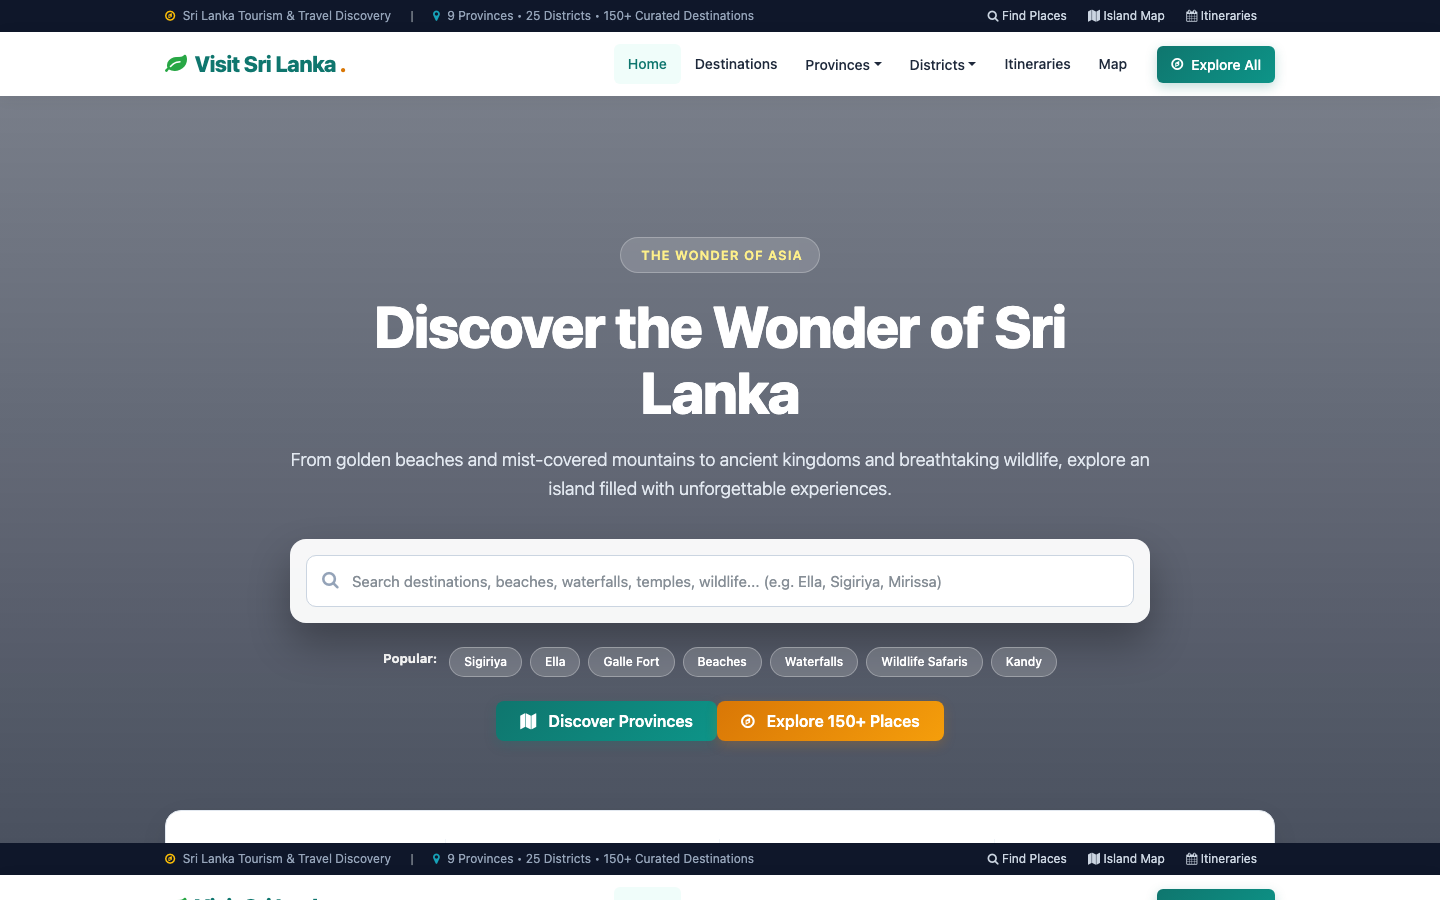 Sri Lanka Tourism & Travel Discovery | 9 Provinces • 25 Districts • 150+ Curated Destinations Find Places Island Map Itineraries
Visit Sri Lanka . Home Destinations Provinces Districts Itineraries Map Explore All
THE WONDER OF ASIA
Discover the Wonder of Sri
Lanka
From golden beaches and mist-covered mountains to ancient kingdoms and breathtaking wildlife, explore an
island filled with unforgettable experiences.
Search destinations, beaches, waterfalls, temples, wildlife... (e.g. Ella, Sigiriya, Mirissa)
Popular: Sigiriya Ella Galle Fort Beaches Waterfalls Wildlife Safaris Kandy
Discover Provinces Explore 150+ Places
Sri Lanka Tourism & Travel Discovery | 9 Provinces • 25 Districts • 150+ Curated Destinations Find Places Island Map Itineraries